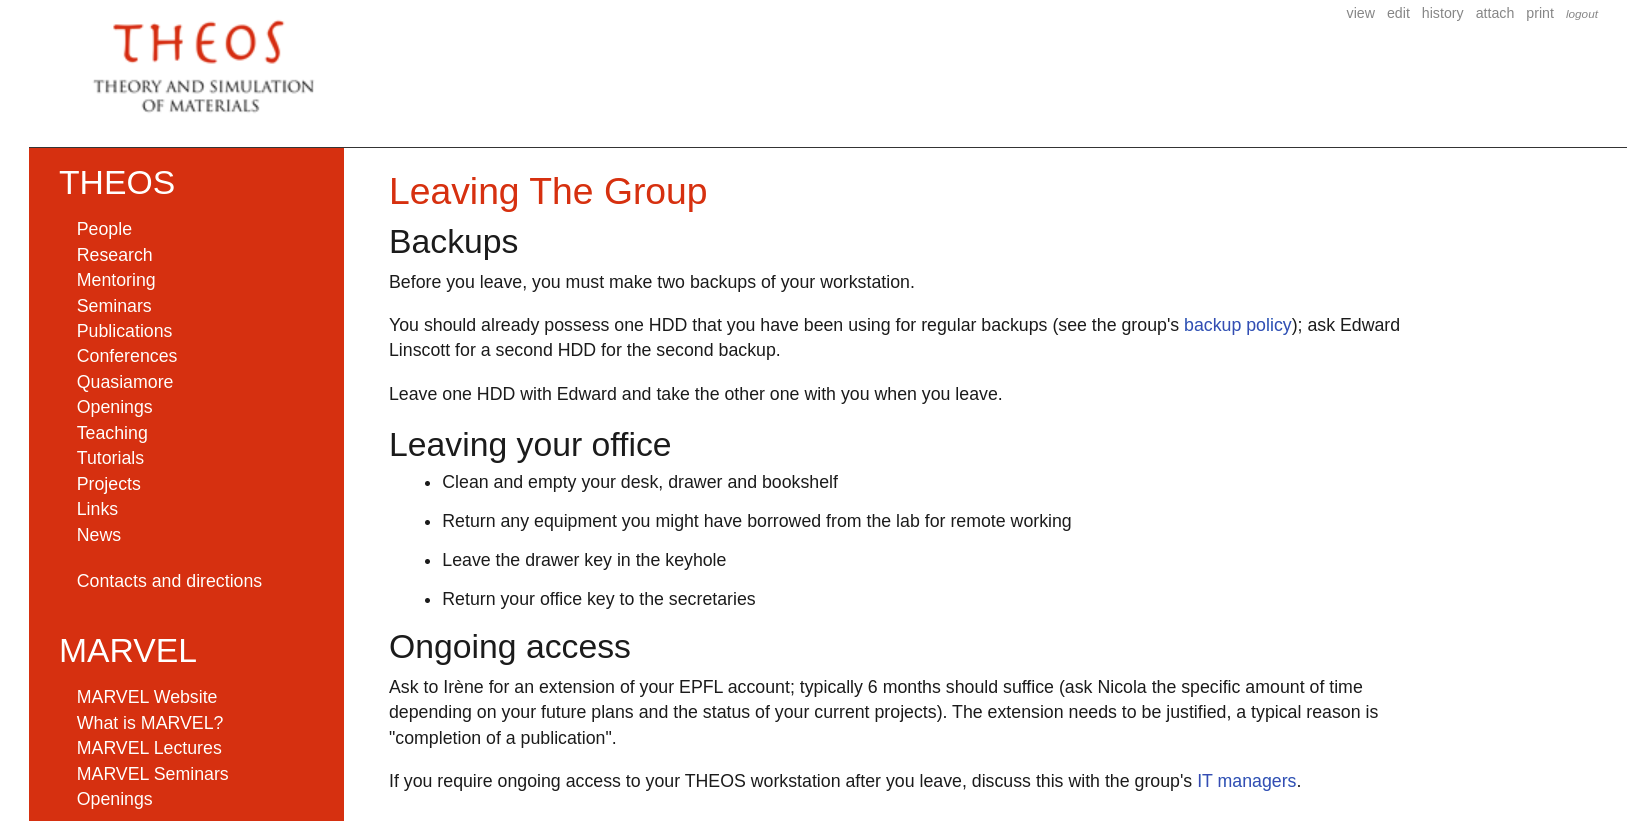 view edit history attach print logout
THEOS
THEORY AND SIMULATION
OF MATERIALS
THEOS
People
Research
Mentoring
Seminars
Publications
Conferences
Quasiamore
Openings
Teaching
Tutorials
Projects
Links
News
Contacts and directions
MARVEL
MARVEL Website
What is MARVEL?
MARVEL Lectures
MARVEL Seminars
Openings
Leaving The Group
Backups
Before you leave, you must make two backups of your workstation.
You should already possess one HDD that you have been using for regular backups (see the group's backup policy); ask Edward
Linscott for a second HDD for the second backup.
Leave one HDD with Edward and take the other one with you when you leave.
Leaving your office
• Clean and empty your desk, drawer and bookshelf
• Return any equipment you might have borrowed from the lab for remote working
• Leave the drawer key in the keyhole
• Return your office key to the secretaries
Ongoing access
Ask to Irène for an extension of your EPFL account; typically 6 months should suffice (ask Nicola the specific amount of time
depending on your future plans and the status of your current projects). The extension needs to be justified, a typical reason is
"completion of a publication".
If you require ongoing access to your THEOS workstation after you leave, discuss this with the group's IT managers.